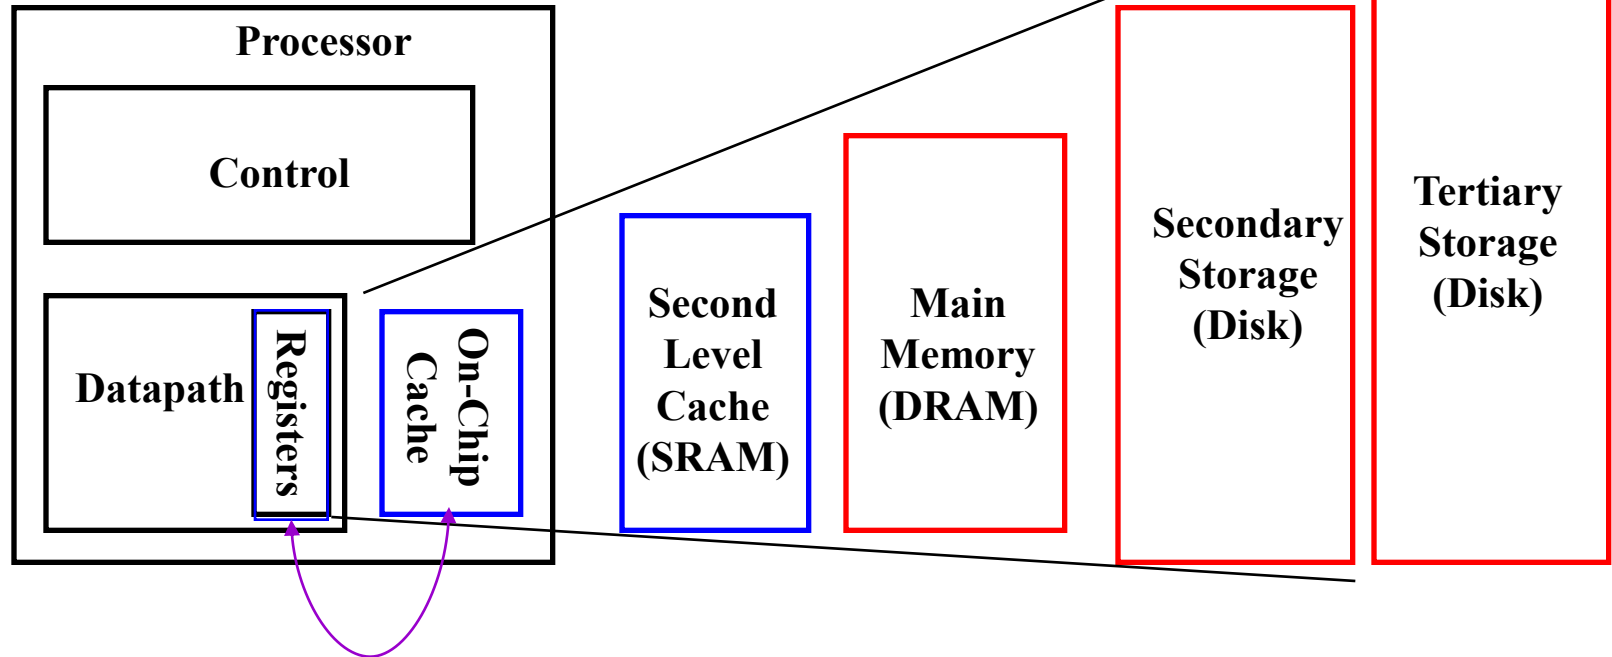 Processor
Control
Datapath
Registers
On-Chip
Cache
Second
Level
Cache
(SRAM)
Main
Memory
(DRAM)
Secondary
Storage
(Disk)
Tertiary
Storage
(Disk)